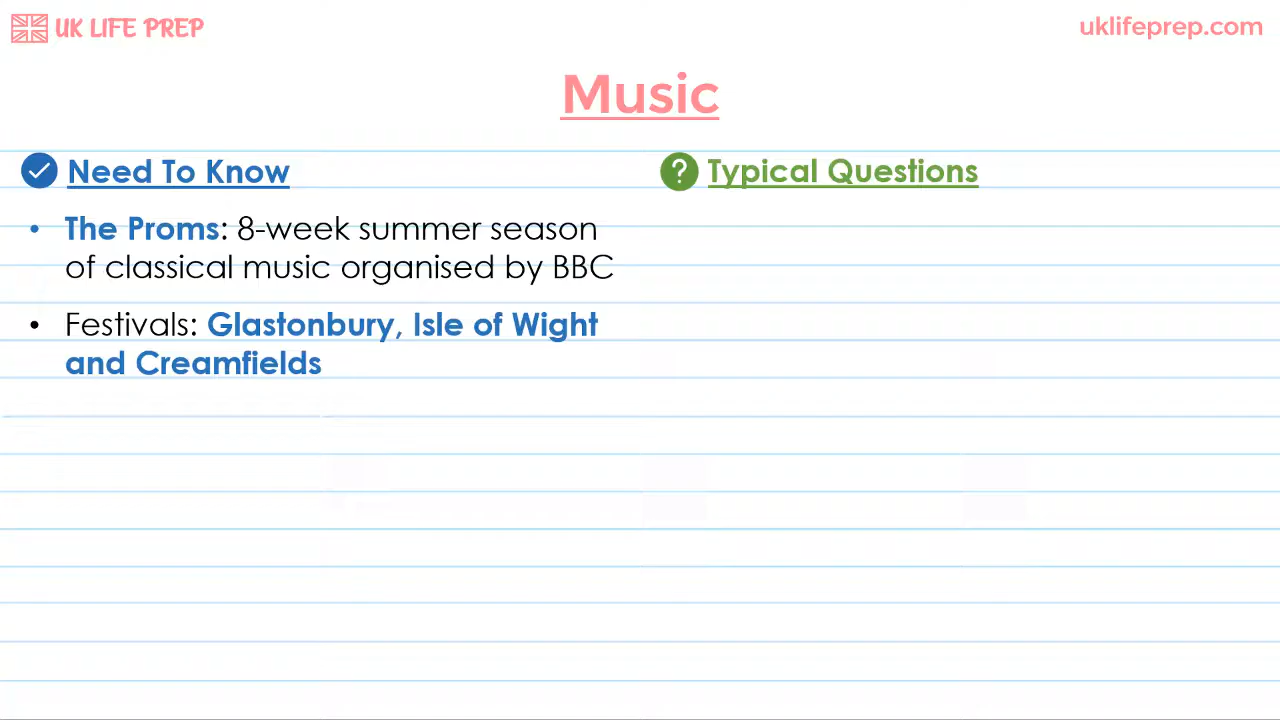 UK LIFE PREP
uklifeprep.com
Music
Need To Know
• The Proms: 8-week summer season
of classical music organised by BBC
• Festivals: Glastonbury, Isle of Wight
and Creamfields
? Typical Questions